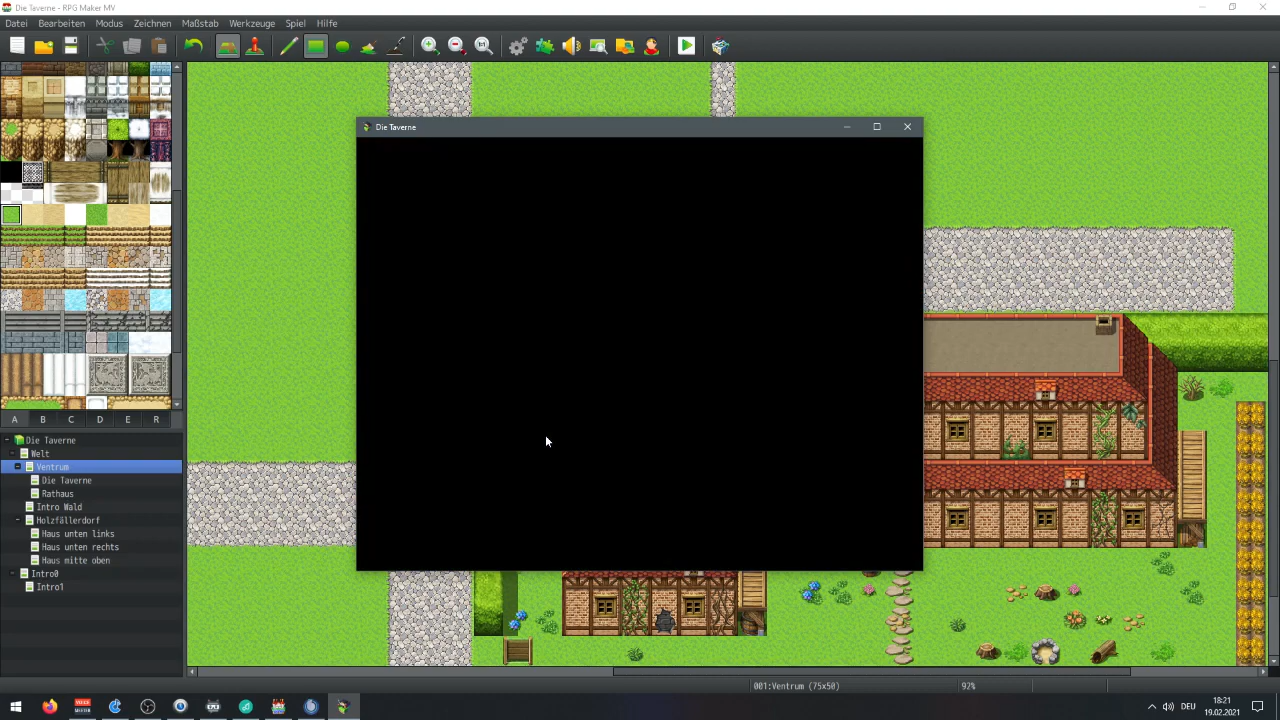 Die Taverne - RPG Maker MV
Datei Bearbeiten Modus Zeichnen Maßstab Werkzeuge Spiel Hilfe
Die Taverne
A B C D E R
Die Taverne
Welt
Ventrum
Die Taverne
Rathaus
Intro Wald
Holzfällerdorf
Haus unten links
Haus unten rechts
Haus mitte oben
Intro0
Intro1
001:Ventrum (75x50) 92%
DEU
18:21
19.02.2021